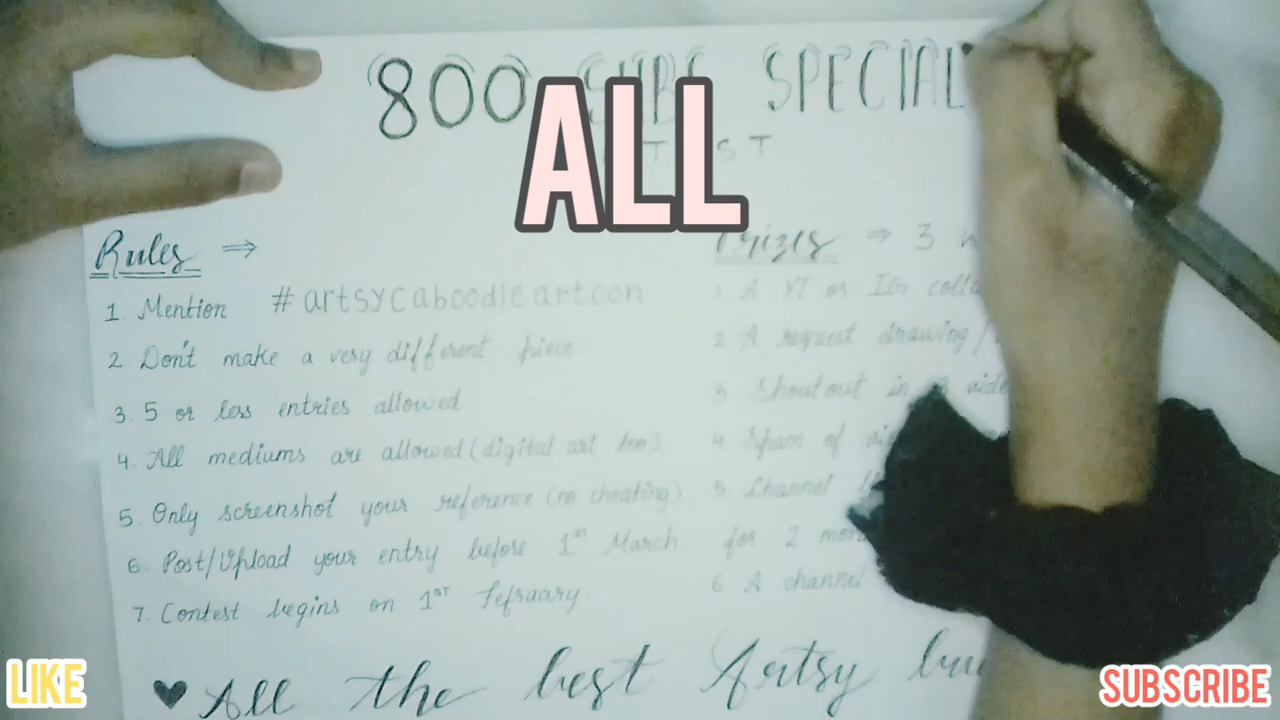 800 SUBS SPECIAL
ALL
Rules ⇒
1 Mention #artsycaboodleartcon
2. Don't make a very different piece
3. 5 or less entries allowed
4. All mediums are allowed (digital art too)
5 Only screenshot your reference (no cheating)
6. Post/Upload your entry before 1st March
7. Contest begins on 1ST February
Prizes ⇒ 3
1 A YT or IG
2 A request drawing/
3 Shoutout in a
4 Spam of
5. Channel
for 2
6 A channel
♥ All the best Artsy
LIKE
SUBSCRIBE